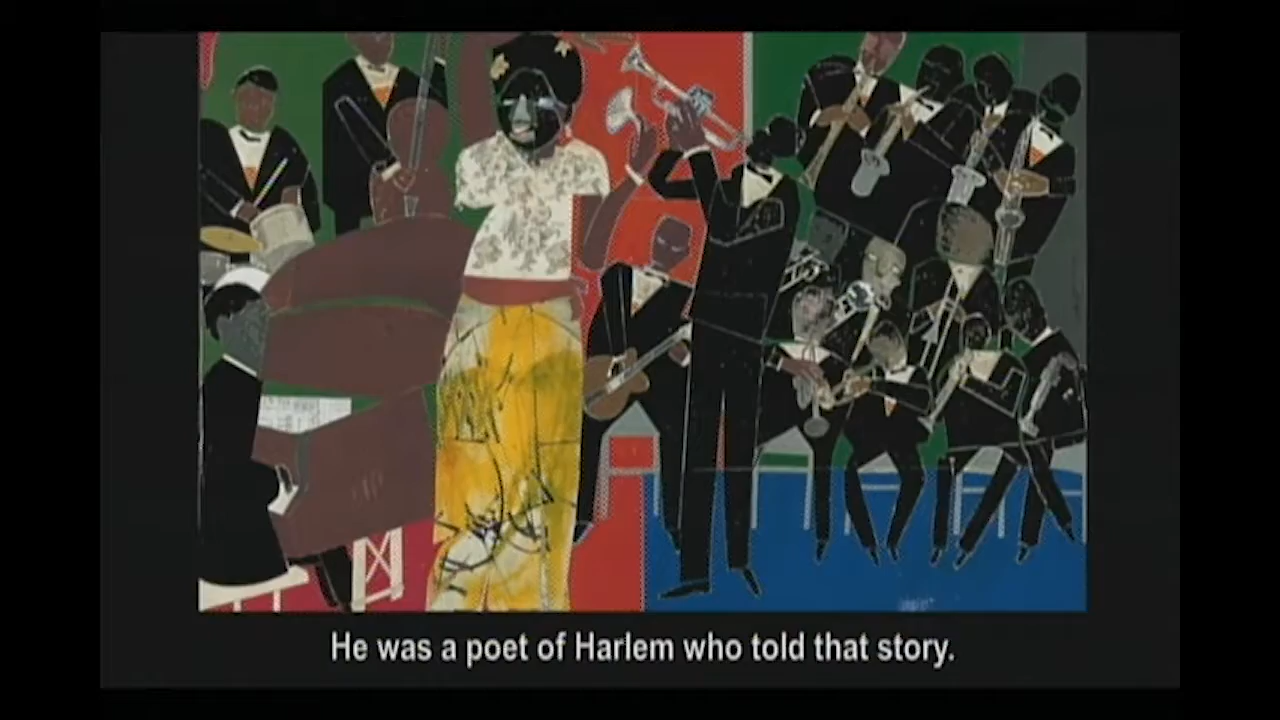 He was a poet of Harlem who told that story.